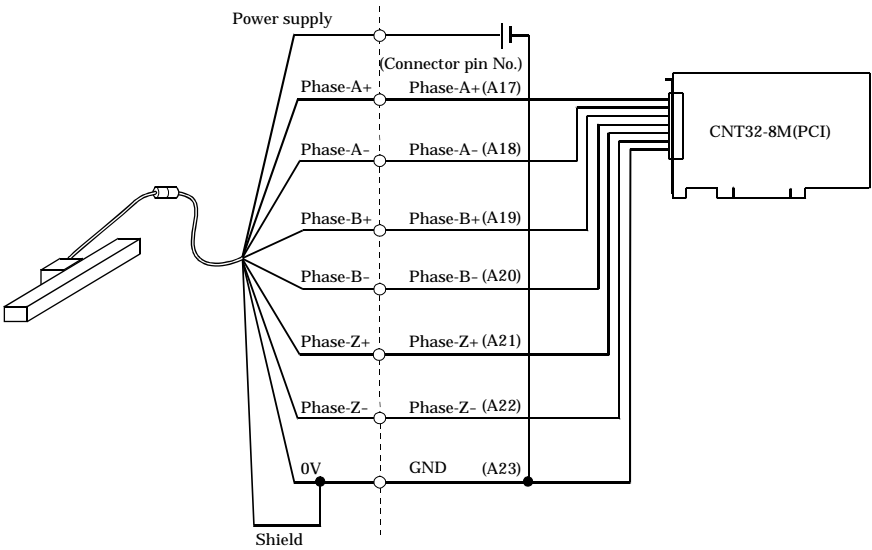 Power supply
(Connector pin No.)
Phase-A+ Phase-A+ (A17)
CNT32-8M(PCI)
Phase-A- Phase-A- (A18)
Phase-B+ Phase-B+ (A19)
Phase-B- Phase-B- (A20)
Phase-Z+ Phase-Z+ (A21)
Phase-Z- Phase-Z- (A22)
0V GND (A23)
Shield